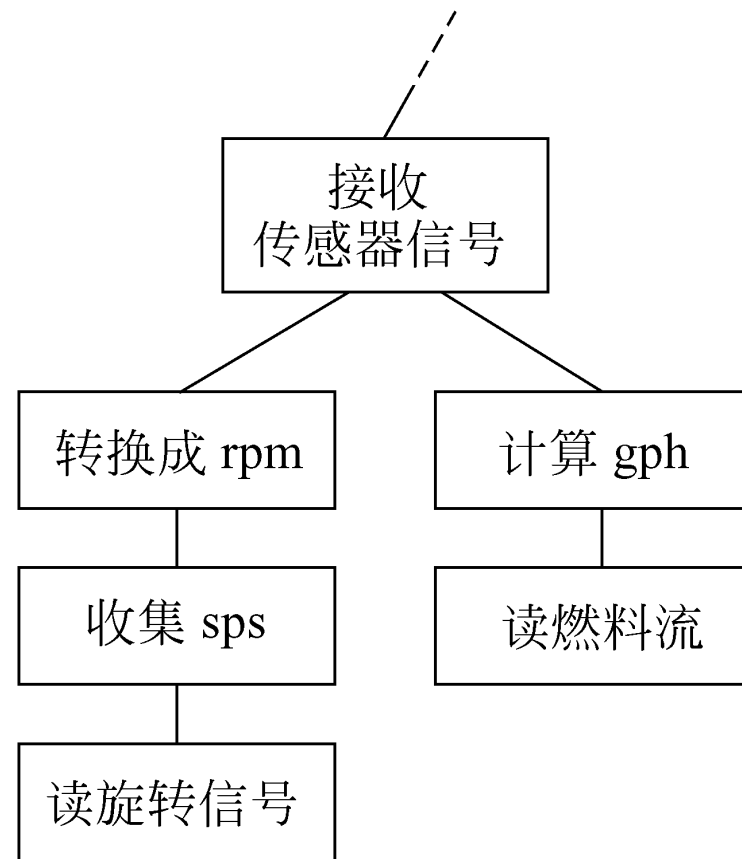 接收
传感器信号
转换成 rpm
计算 gph
收集 sps
读燃料流
读旋转信号